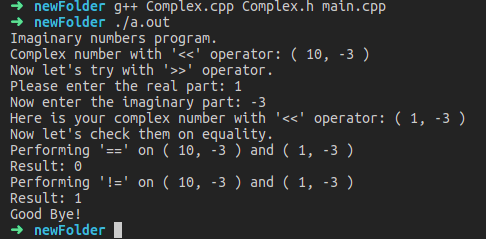 ➜ newFolder g++ Complex.cpp Complex.h main.cpp
➜ newFolder ./a.out
Imaginary numbers program.
Complex number with '<<' operator: ( 10, -3 )
Now let's try with '>>' operator.
Please enter the real part: 1
Now enter the imaginary part: -3
Here is your complex number with '<<' operator: ( 1, -3 )
Now let's check them on equality.
Performing '==' on ( 10, -3 ) and ( 1, -3 )
Result: 0
Performing '!=' on ( 10, -3 ) and ( 1, -3 )
Result: 1
Good Bye!
➜ newFolder